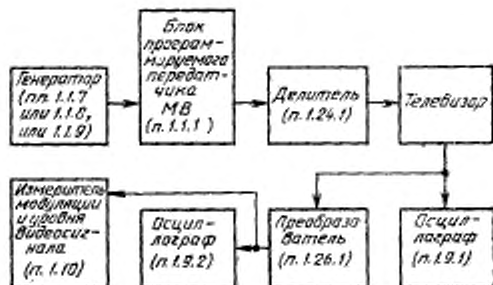 Генератор
(пп. 1.1.7
или 1.1.8,
или 1.1.9)
Блок
програм-
мируемого
передат-
чика
МВ
(п. 1.1.1)
Делитель
(п. 1.24.1)
Телевизор
Измеритель
модуляции
и уровня
видеосиг-
нала
(п. 1.10)
Осцил-
лограф
(п. 1.9.2)
Преобразо-
ватель
(п. 1.26.1)
Осцил-
лограф
(п. 1.9.1)